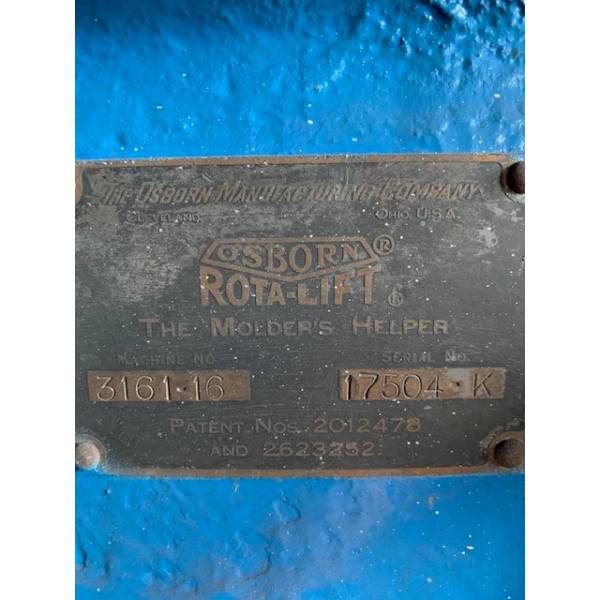 THE OSBORN MANUFACTURING COMPANY
CLEVELAND OHIO, U.S.A.
OSBORN ®
ROTA-LIFT
THE MOLDER'S HELPER
MACHINE NO. SERIAL NO.
3161-16 17504-K
PATENT NOS. 2012478
AND 2623252